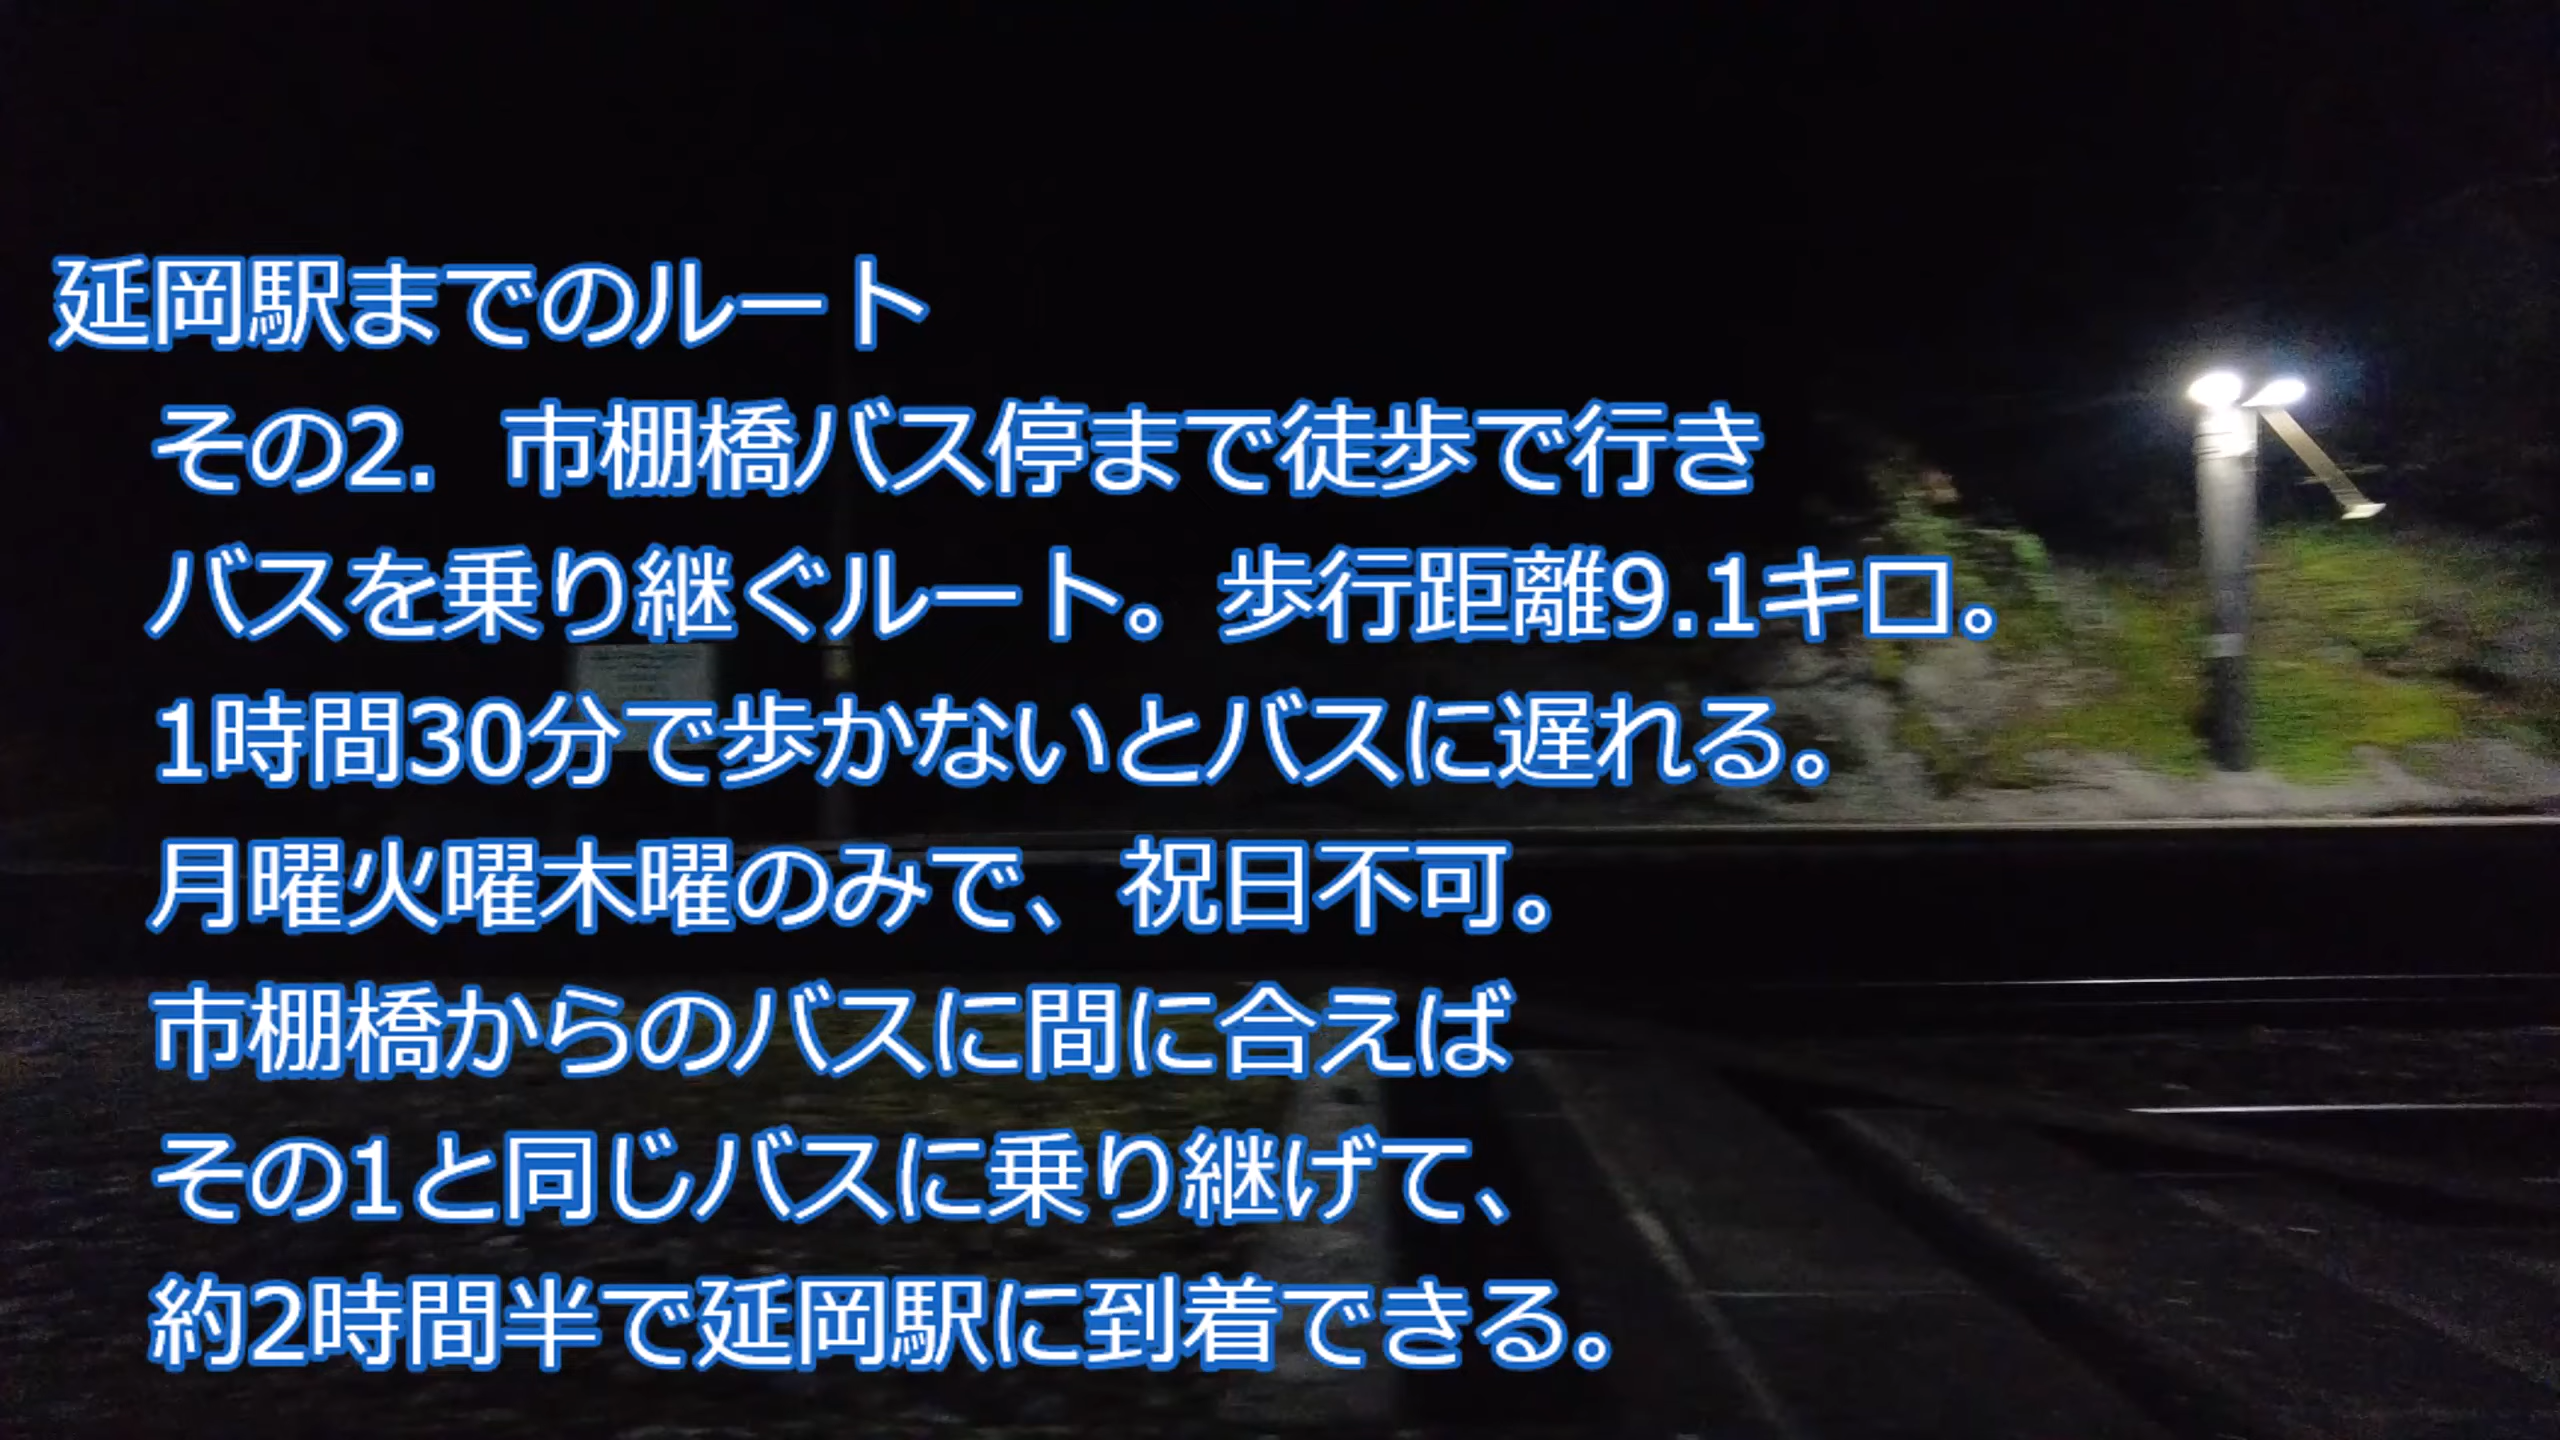 延岡駅までのルート
その2．市棚橋バス停まで徒歩で行き
バスを乗り継ぐルート。歩行距離9.1キロ。
1時間30分で歩かないとバスに遅れる。
月曜火曜木曜のみで、祝日不可。
市棚橋からのバスに間に合えば
その1と同じバスに乗り継げて、
約2時間半で延岡駅に到着できる。